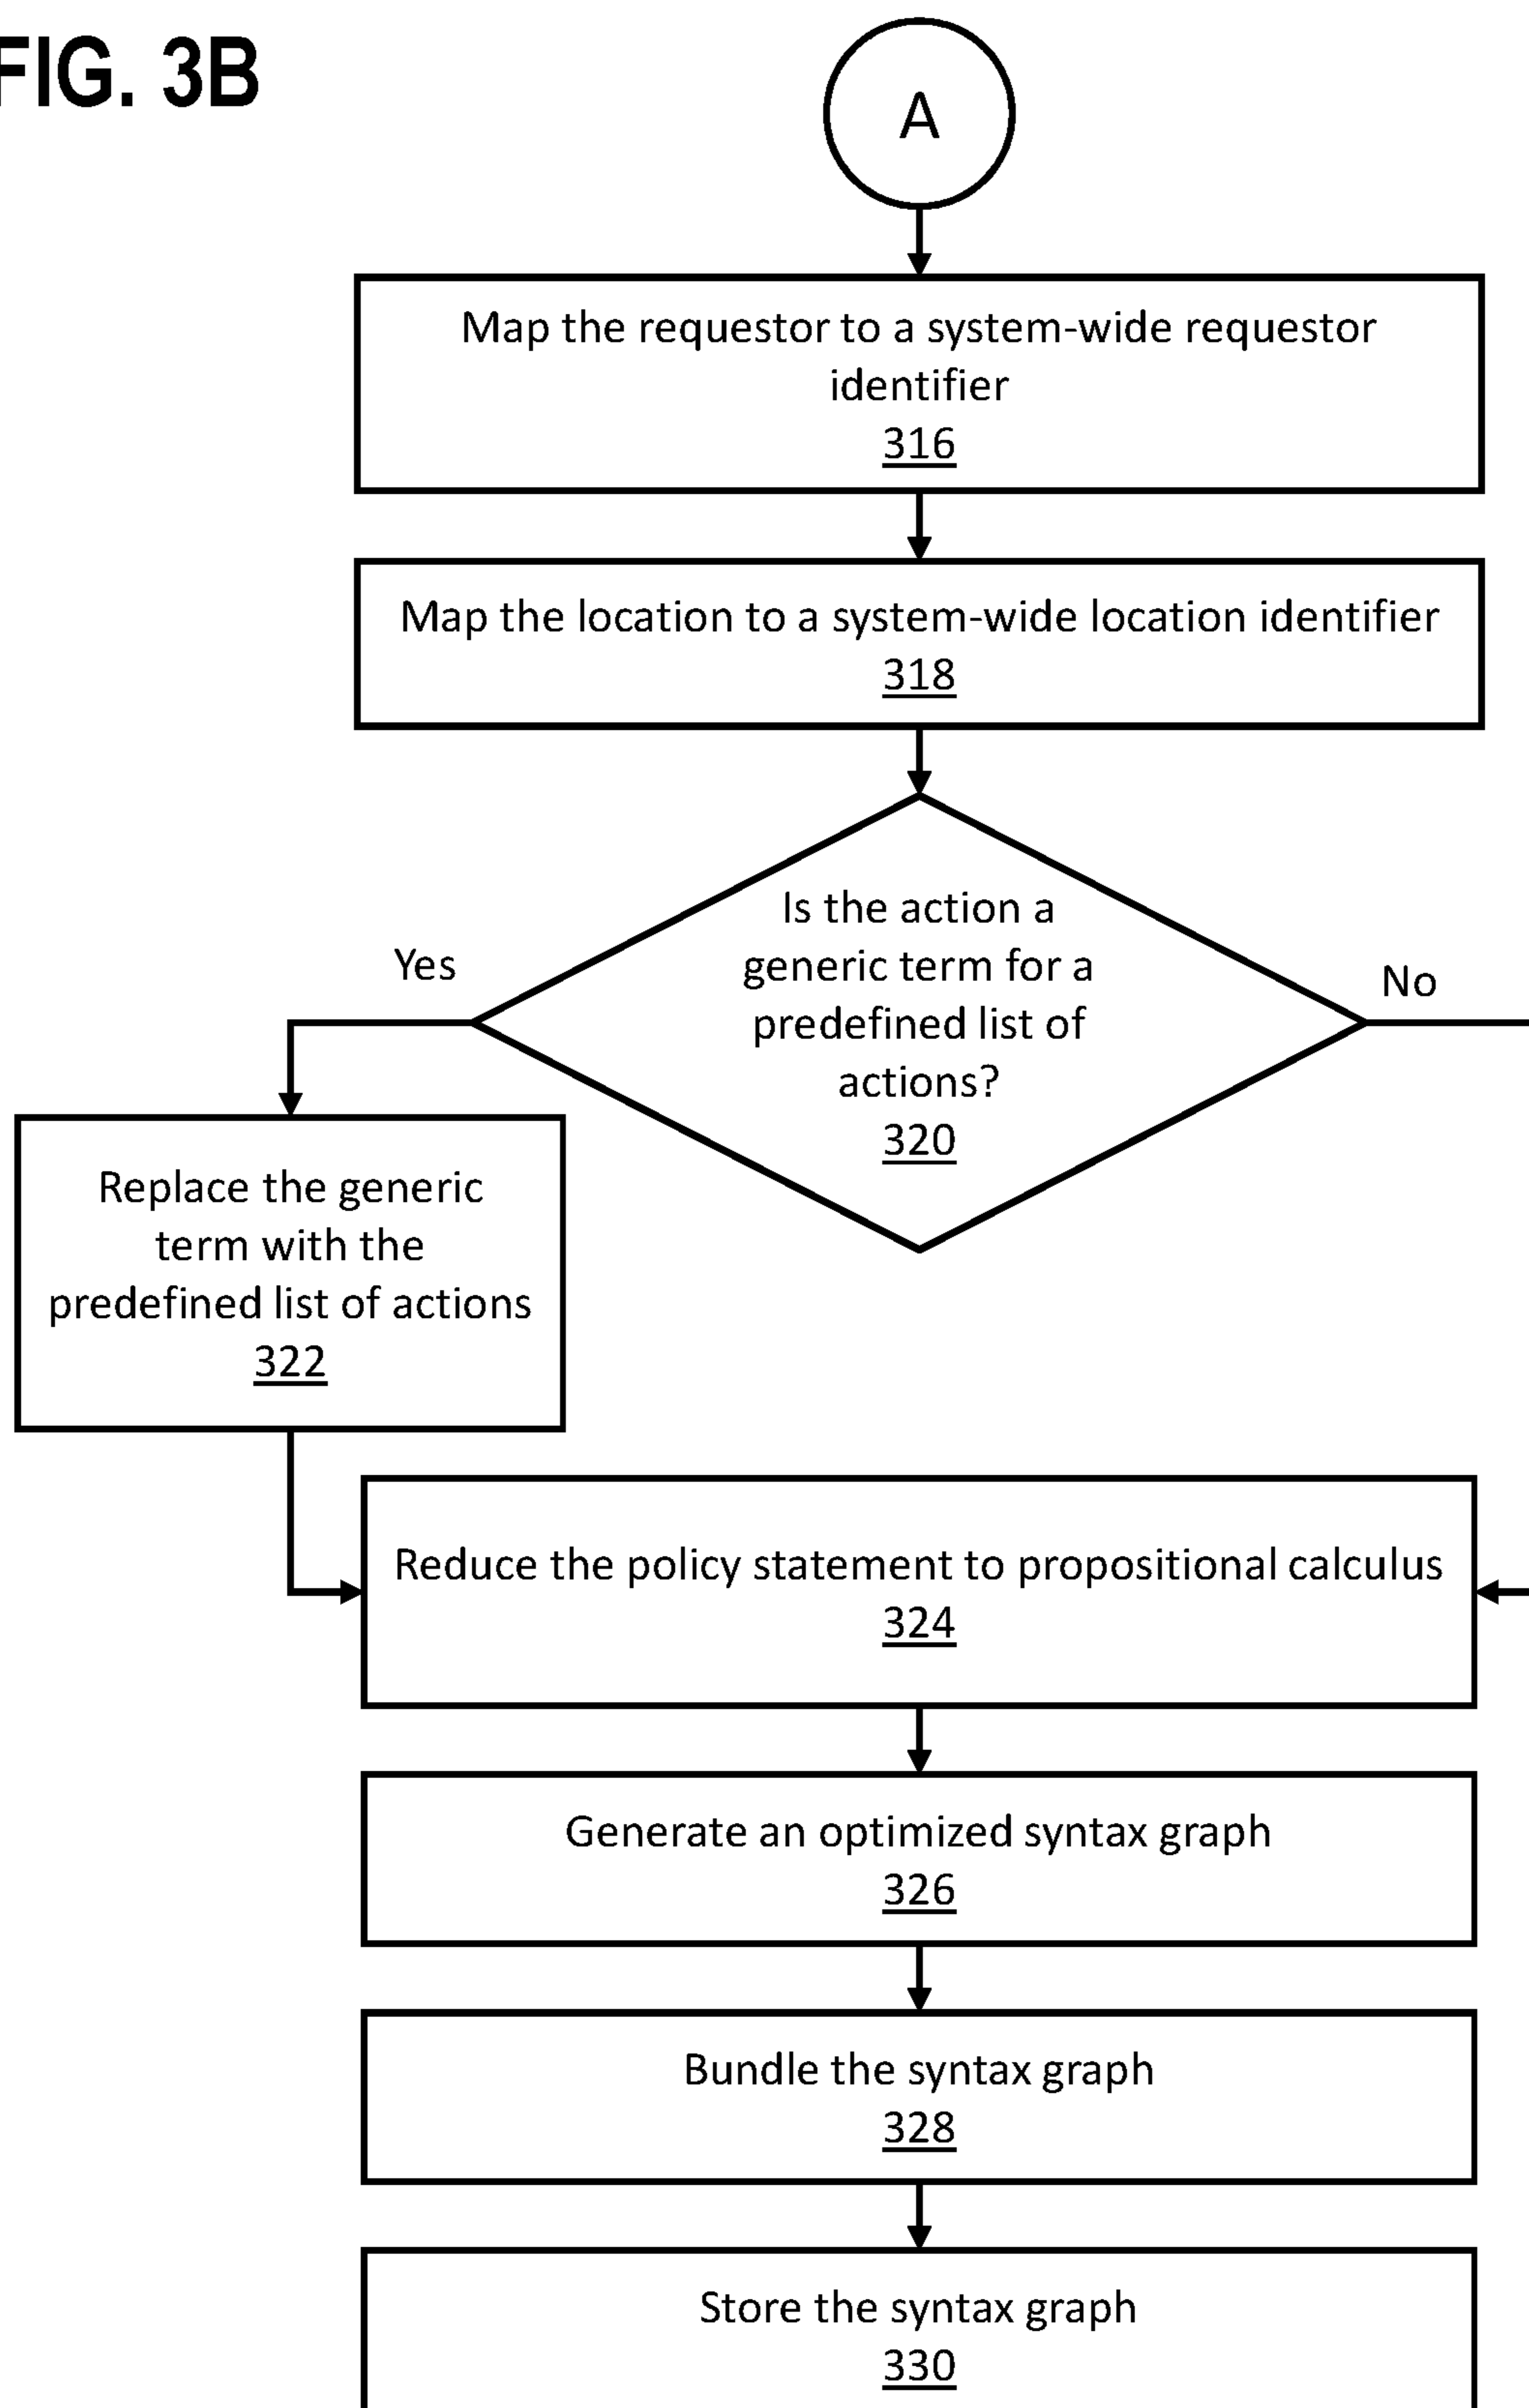 FIG. 3B
A
Map the requestor to a system-wide requestor
identifier
316
Map the location to a system-wide location identifier
318
Is the action a
generic term for a
predefined list of
actions?
320
Yes
No
Replace the generic
term with the
predefined list of actions
322
Reduce the policy statement to propositional calculus
324
Generate an optimized syntax graph
326
Bundle the syntax graph
328
Store the syntax graph
330